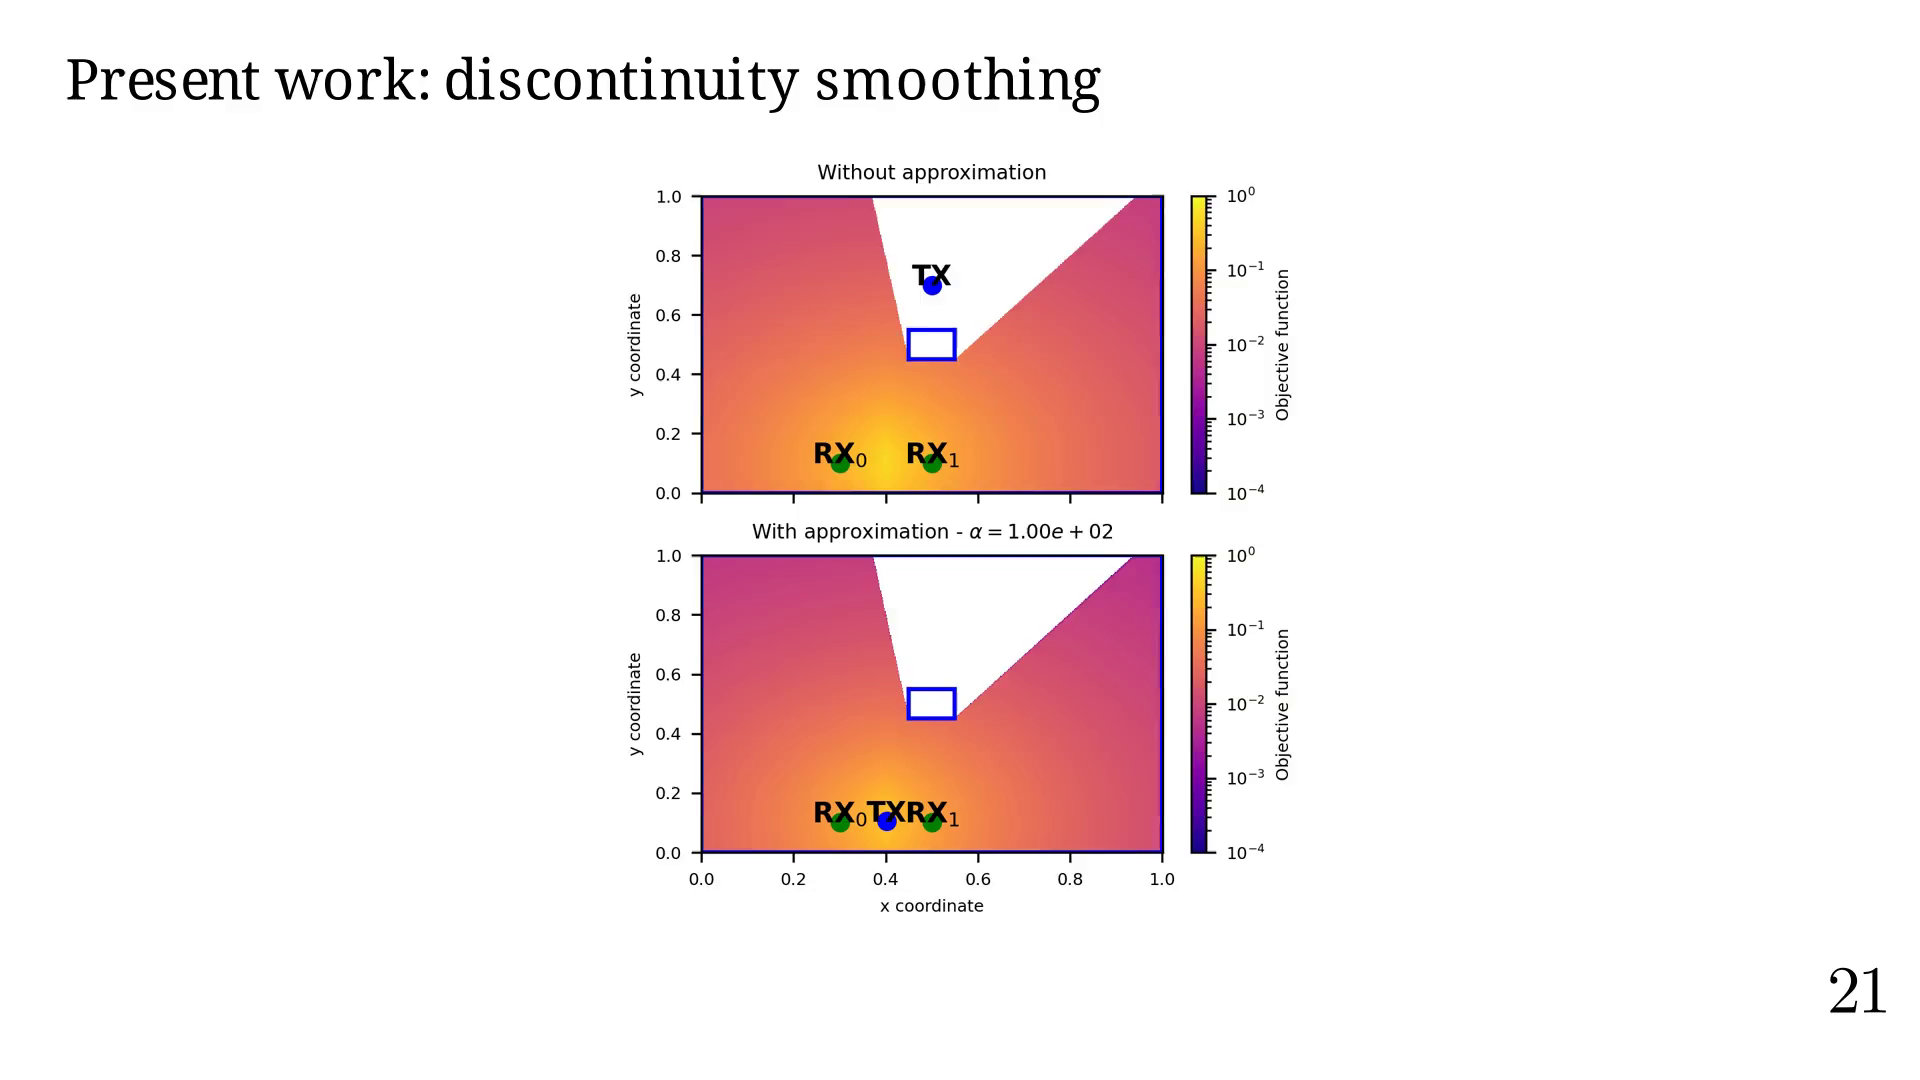 Present work: discontinuity smoothing
Without approximation
1.0
0.8
0.6
0.4
0.2
0.0
y coordinate
TX
RX₀
RX₁
10⁰
10⁻¹
10⁻²
10⁻³
10⁻⁴
Objective function
With approximation - α = 1.00e + 02
1.0
0.8
0.6
0.4
0.2
0.0
y coordinate
RX₀
TX
RX₁
0.0 0.2 0.4 0.6 0.8 1.0
x coordinate
10⁰
10⁻¹
10⁻²
10⁻³
10⁻⁴
Objective function
21